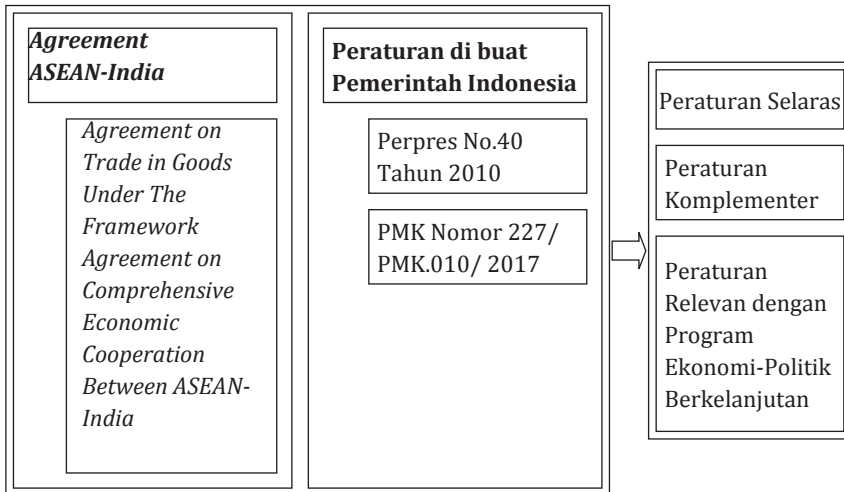 Agreement
ASEAN-India
Agreement on
Trade in Goods
Under The
Framework
Agreement on
Comprehensive
Economic
Cooperation
Between ASEAN-
India
Peraturan di buat
Pemerintah Indonesia
Perpres No.40
Tahun 2010
PMK Nomor 227/
PMK.010/ 2017
Peraturan Selaras
Peraturan
Komplementer
Peraturan
Relevan dengan
Program
Ekonomi-Politik
Berkelanjutan